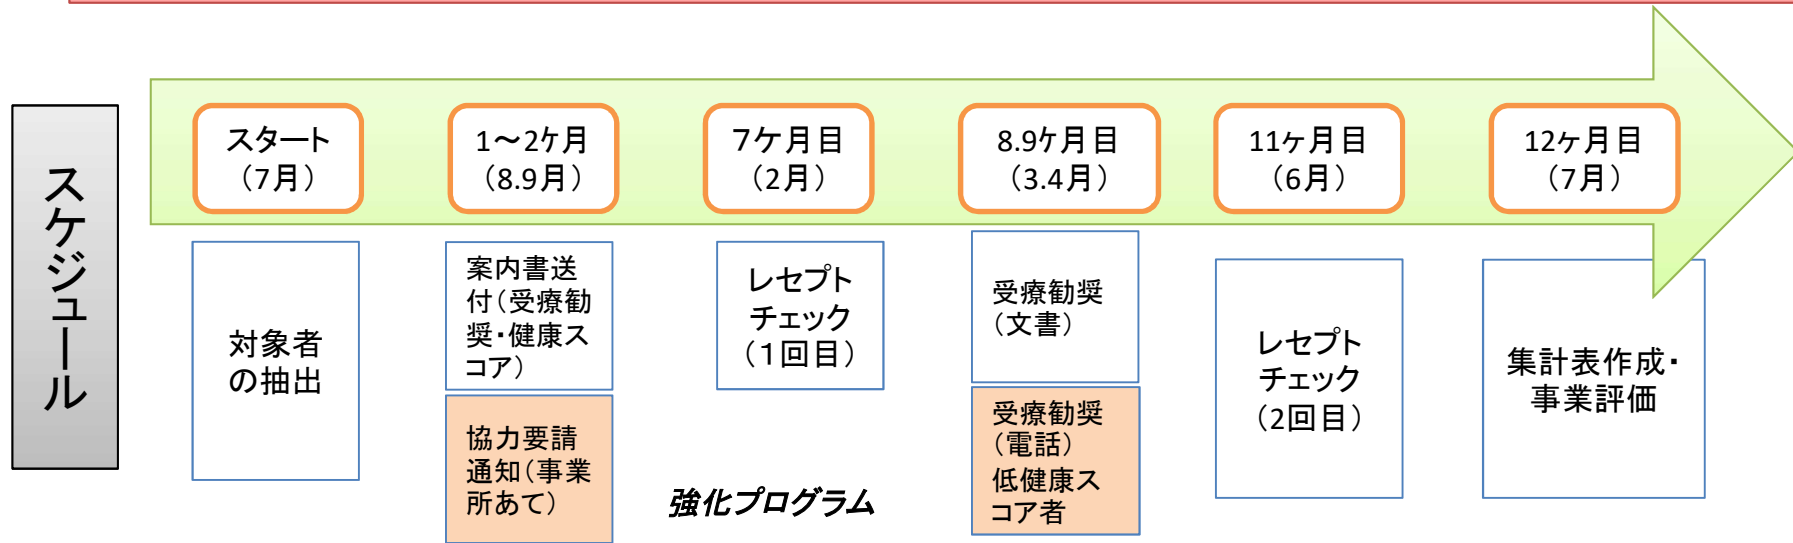 スケジュール
スタート
（7月）
1～2ケ月
（8.9月）
7ケ月目
（2月）
8.9ケ月目
（3.4月）
11ヶ月目
（6月）
12ヶ月目
（7月）
対象者
の抽出
案内書送
付（受療勧
奨・健康ス
コア）
協力要請
通知（事業
所あて）
レセプト
チェック
（１回目）
強化プログラム
受療勧奨
（文書）
受療勧奨
（電話）
低健康ス
コア者
レセプト
チェック
（2回目）
集計表作成・
事業評価